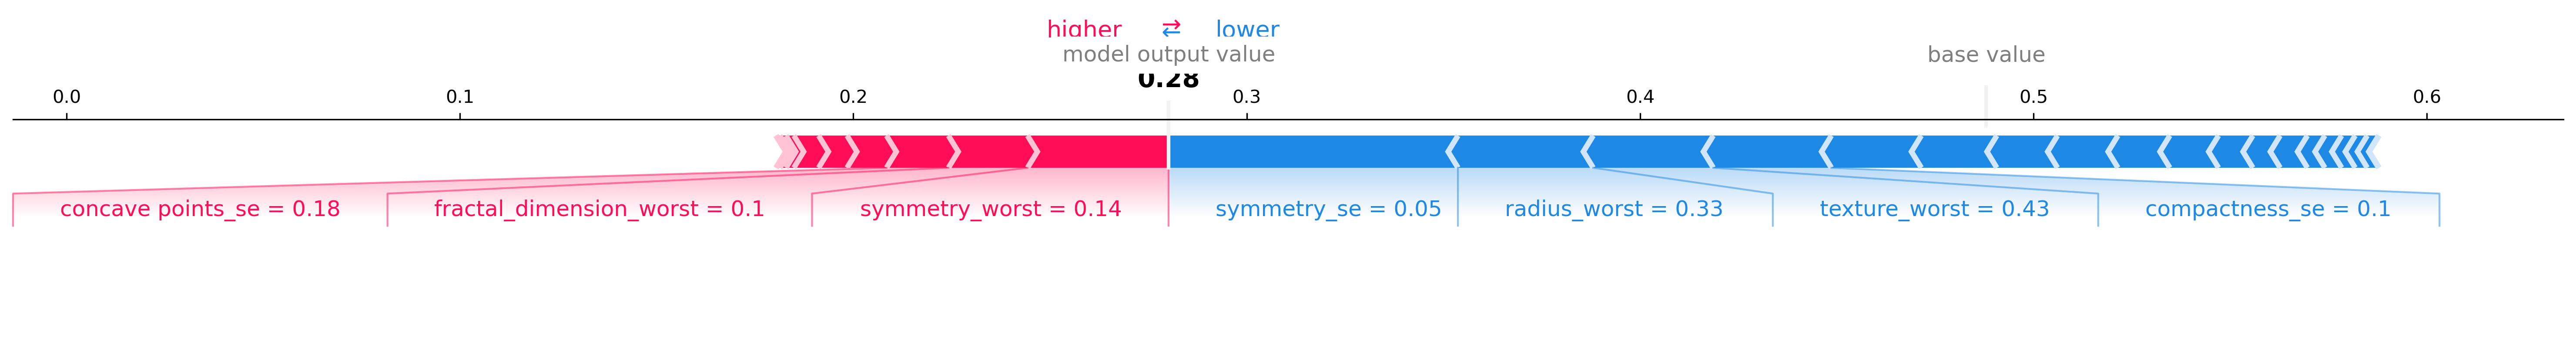 higher ⇄ lower
model output value base value
0.28
0.0 0.1 0.2 0.3 0.4 0.5 0.6
concave points_se = 0.18 fractal_dimension_worst = 0.1 symmetry_worst = 0.14 symmetry_se = 0.05 radius_worst = 0.33 texture_worst = 0.43 compactness_se = 0.1